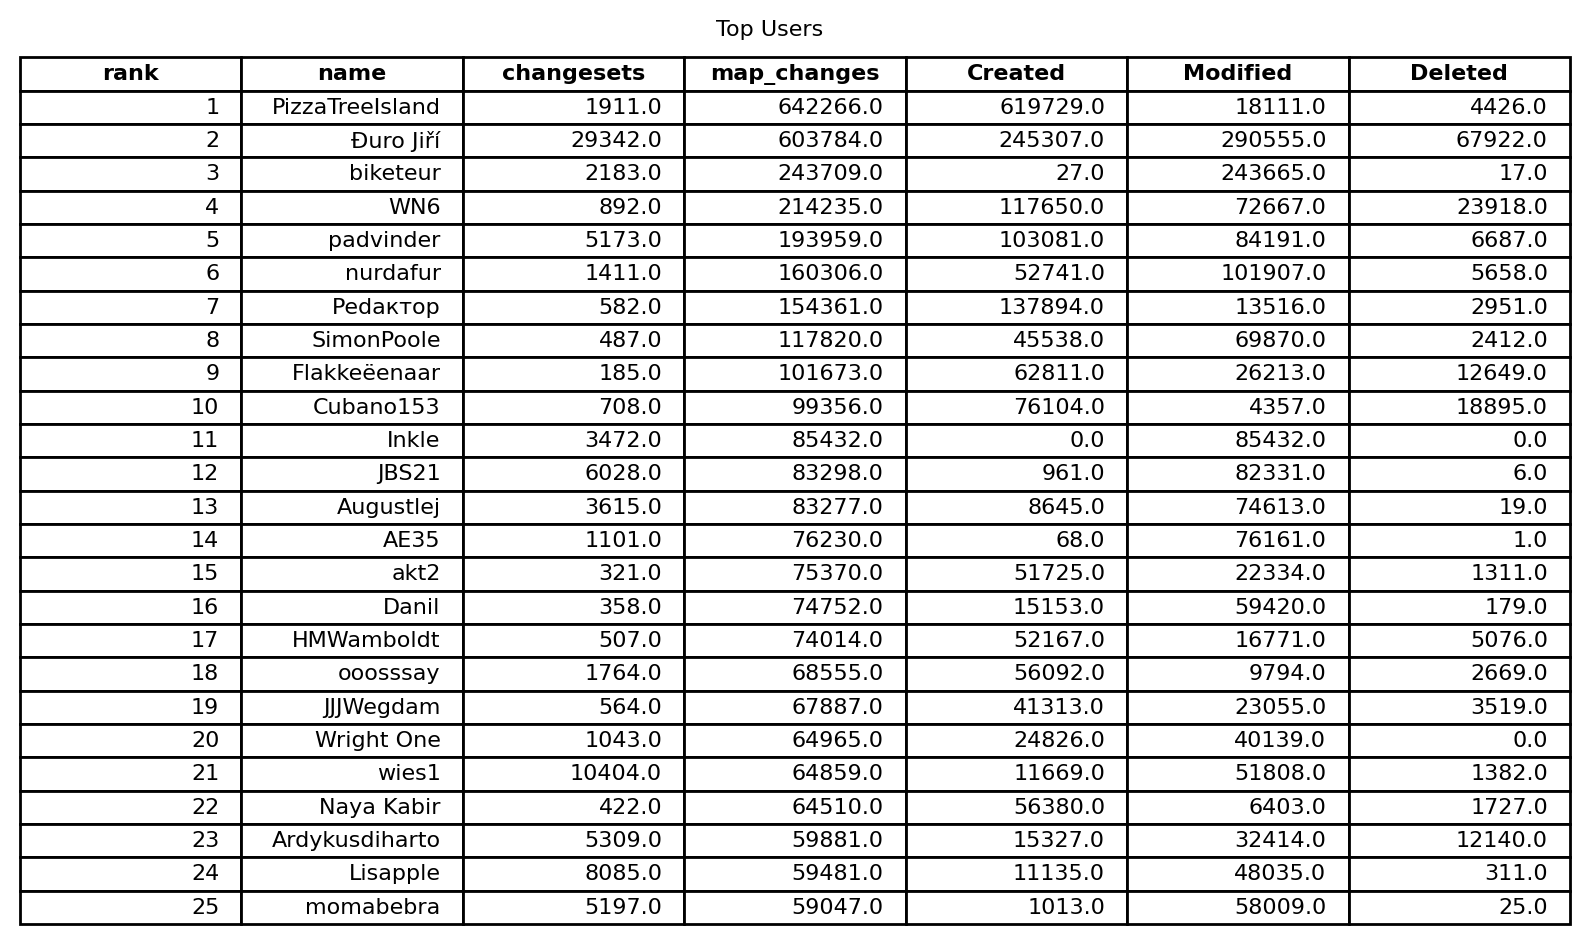 Top Users
rank name changesets map_changes Created Modified Deleted
1 PizzaTreeIsland 1911.0 642266.0 619729.0 18111.0 4426.0
2 Đuro Jiří 29342.0 603784.0 245307.0 290555.0 67922.0
3 biketeur 2183.0 243709.0 27.0 243665.0 17.0
4 WN6 892.0 214235.0 117650.0 72667.0 23918.0
5 padvinder 5173.0 193959.0 103081.0 84191.0 6687.0
6 nurdafur 1411.0 160306.0 52741.0 101907.0 5658.0
7 Pedaктop 582.0 154361.0 137894.0 13516.0 2951.0
8 SimonPoole 487.0 117820.0 45538.0 69870.0 2412.0
9 Flakkeëenaar 185.0 101673.0 62811.0 26213.0 12649.0
10 Cubano153 708.0 99356.0 76104.0 4357.0 18895.0
11 Inkle 3472.0 85432.0 0.0 85432.0 0.0
12 JBS21 6028.0 83298.0 961.0 82331.0 6.0
13 Augustlej 3615.0 83277.0 8645.0 74613.0 19.0
14 AE35 1101.0 76230.0 68.0 76161.0 1.0
15 akt2 321.0 75370.0 51725.0 22334.0 1311.0
16 Danil 358.0 74752.0 15153.0 59420.0 179.0
17 HMWamboldt 507.0 74014.0 52167.0 16771.0 5076.0
18 ooosssay 1764.0 68555.0 56092.0 9794.0 2669.0
19 JJJWegdam 564.0 67887.0 41313.0 23055.0 3519.0
20 Wright One 1043.0 64965.0 24826.0 40139.0 0.0
21 wies1 10404.0 64859.0 11669.0 51808.0 1382.0
22 Naya Kabir 422.0 64510.0 56380.0 6403.0 1727.0
23 Ardykusdiharto 5309.0 59881.0 15327.0 32414.0 12140.0
24 Lisapple 8085.0 59481.0 11135.0 48035.0 311.0
25 momabebra 5197.0 59047.0 1013.0 58009.0 25.0